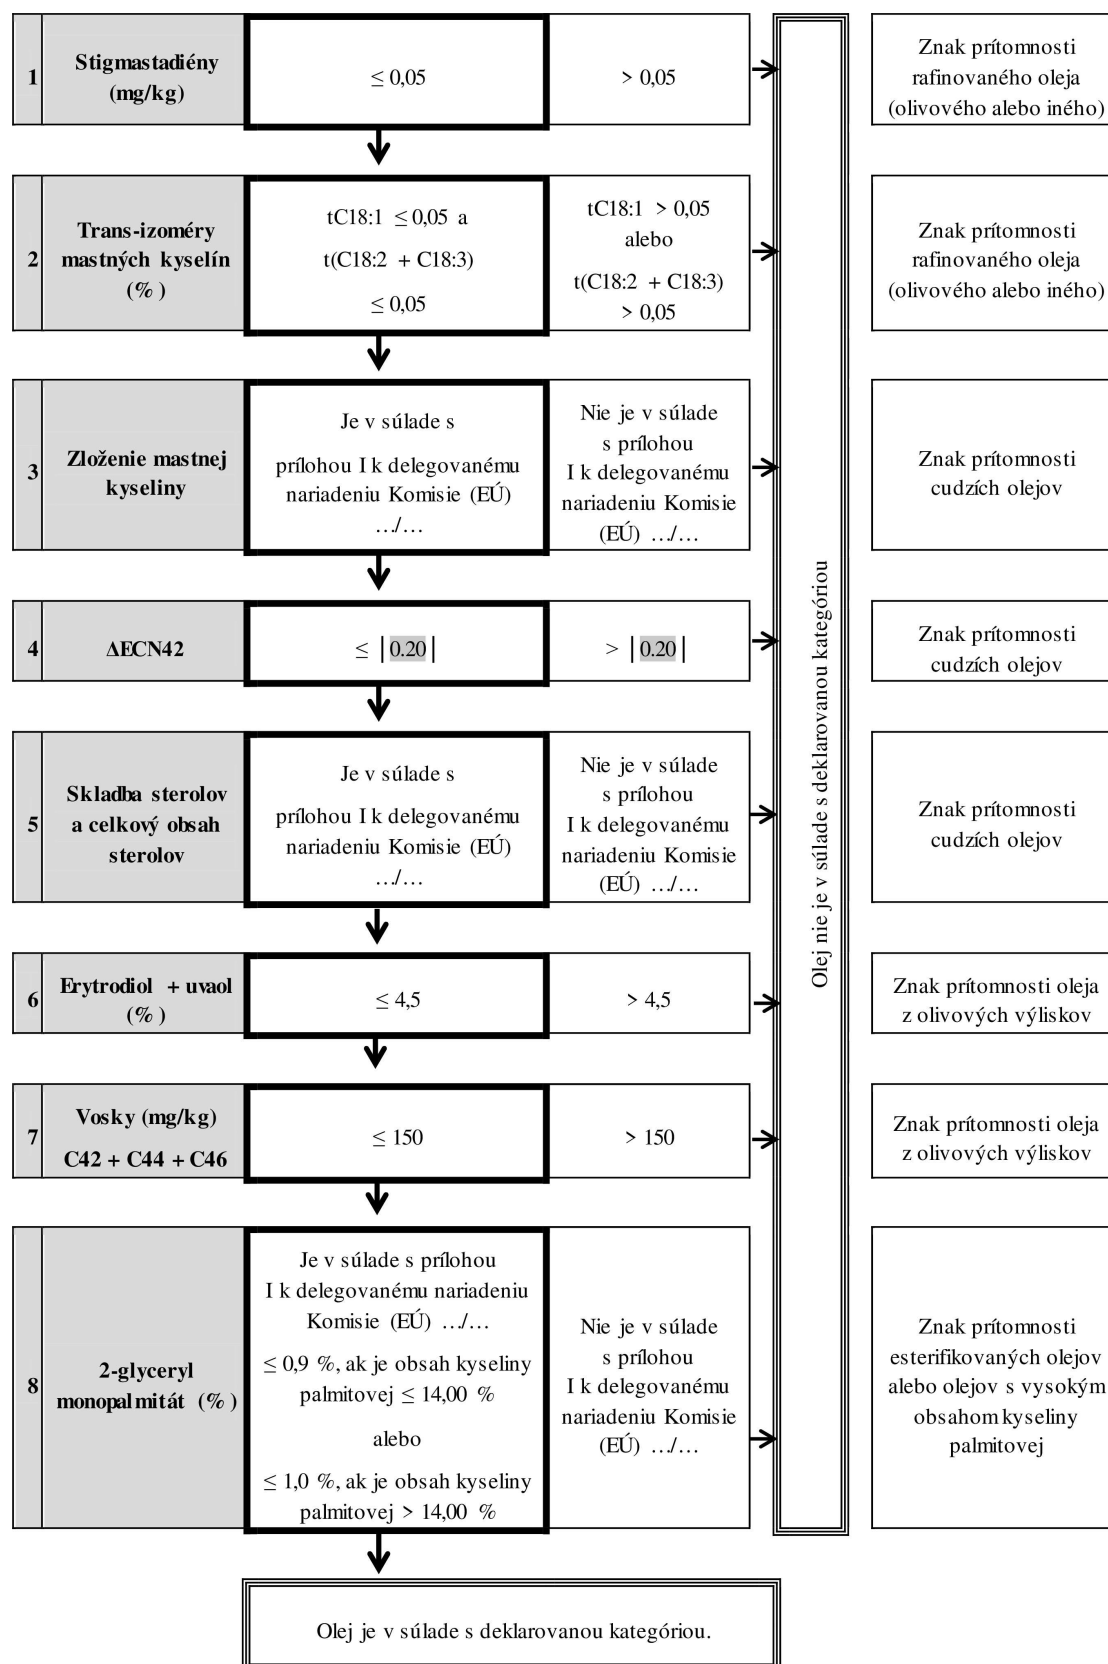 1
Stigmastadiény
(mg/kg)
≤ 0,05
> 0,05
Znak prítomnosti
rafinovaného oleja
(olivového alebo iného)
2
Trans-izoméry
mastných kyselín
(%)
tC18:1 ≤ 0,05 a
t(C18:2 + C18:3)
≤ 0,05
tC18:1 > 0,05
alebo
t(C18:2 + C18:3)
> 0,05
Znak prítomnosti
rafinovaného oleja
(olivového alebo iného)
3
Zloženie mastnej
kyseliny
Je v súlade s
prílohou I k delegovanému
nariadeniu Komisie (EÚ)
…/…
Nie je v súlade
s prílohou
I k delegovanému
nariadeniu Komisie
(EÚ) …/…
Znak prítomnosti
cudzích olejov
4
ΔECN42
≤ |0.20|
> |0.20|
Znak prítomnosti
cudzích olejov
5
Skladba sterolov
a celkový obsah
sterolov
Je v súlade s
prílohou I k delegovanému
nariadeniu Komisie (EÚ)
…/…
Nie je v súlade
s prílohou
I k delegovanému
nariadeniu Komisie
(EÚ) …/…
Znak prítomnosti
cudzích olejov
6
Erytrodiol + uvaol
(%)
≤ 4,5
> 4,5
Znak prítomnosti oleja
z olivových výliskov
7
Vosky (mg/kg)
C42 + C44 + C46
≤ 150
> 150
Znak prítomnosti oleja
z olivových výliskov
8
2-glyceryl
monopalmitát (%)
Je v súlade s prílohou
I k delegovanému nariadeniu
Komisie (EÚ) …/…
≤ 0,9 %, ak je obsah kyseliny
palmitovej ≤ 14,00 %
alebo
≤ 1,0 %, ak je obsah kyseliny
palmitovej > 14,00 %
Nie je v súlade
s prílohou
I k delegovanému
nariadeniu Komisie
(EÚ) …/…
Znak prítomnosti
esterifikovaných olejov
alebo olejov s vysokým
obsahom kyseliny
palmitovej
Olej nie je v súlade s deklarovanou kategóriou
Olej je v súlade s deklarovanou kategóriou.